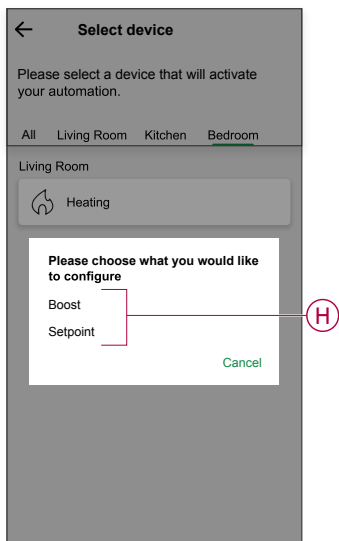 Select device
Please select a device that will activate
your automation.
All Living Room Kitchen Bedroom
Living Room
Heating
Please choose what you would like
to configure
Boost
Setpoint
H
Cancel